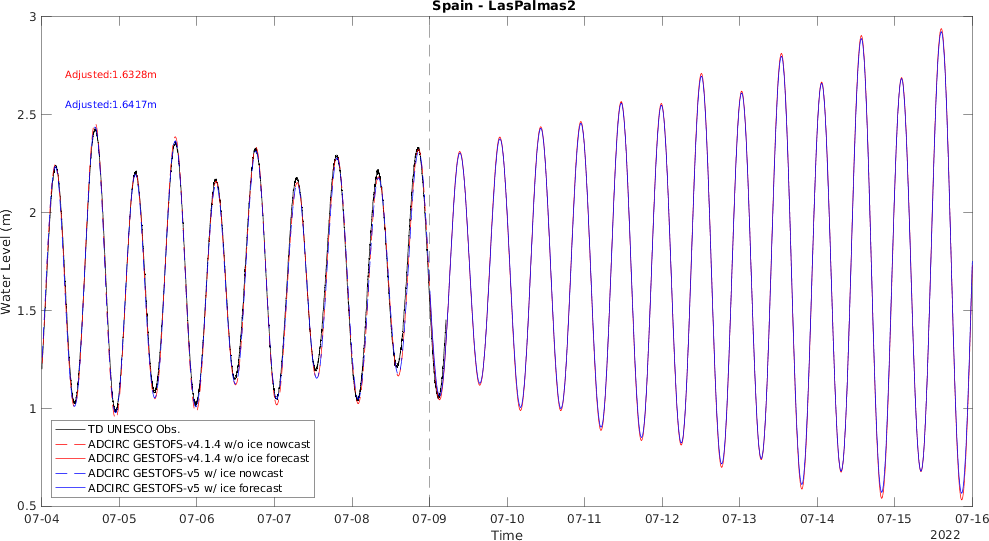 Spain - LasPalmas2
3
Adjusted:1.6328m
Adjusted:1.6417m
2.5
2
Water Level (m)
1.5
1
TD UNESCO Obs.
ADCIRC GESTOFS-v4.1.4 w/o ice nowcast
ADCIRC GESTOFS-v4.1.4 w/o ice forecast
ADCIRC GESTOFS-v5 w/ ice nowcast
ADCIRC GESTOFS-v5 w/ ice forecast
0.5
07-04 07-05 07-06 07-07 07-08 07-09 07-10 07-11 07-12 07-13 07-14 07-15 07-16
Time
2022